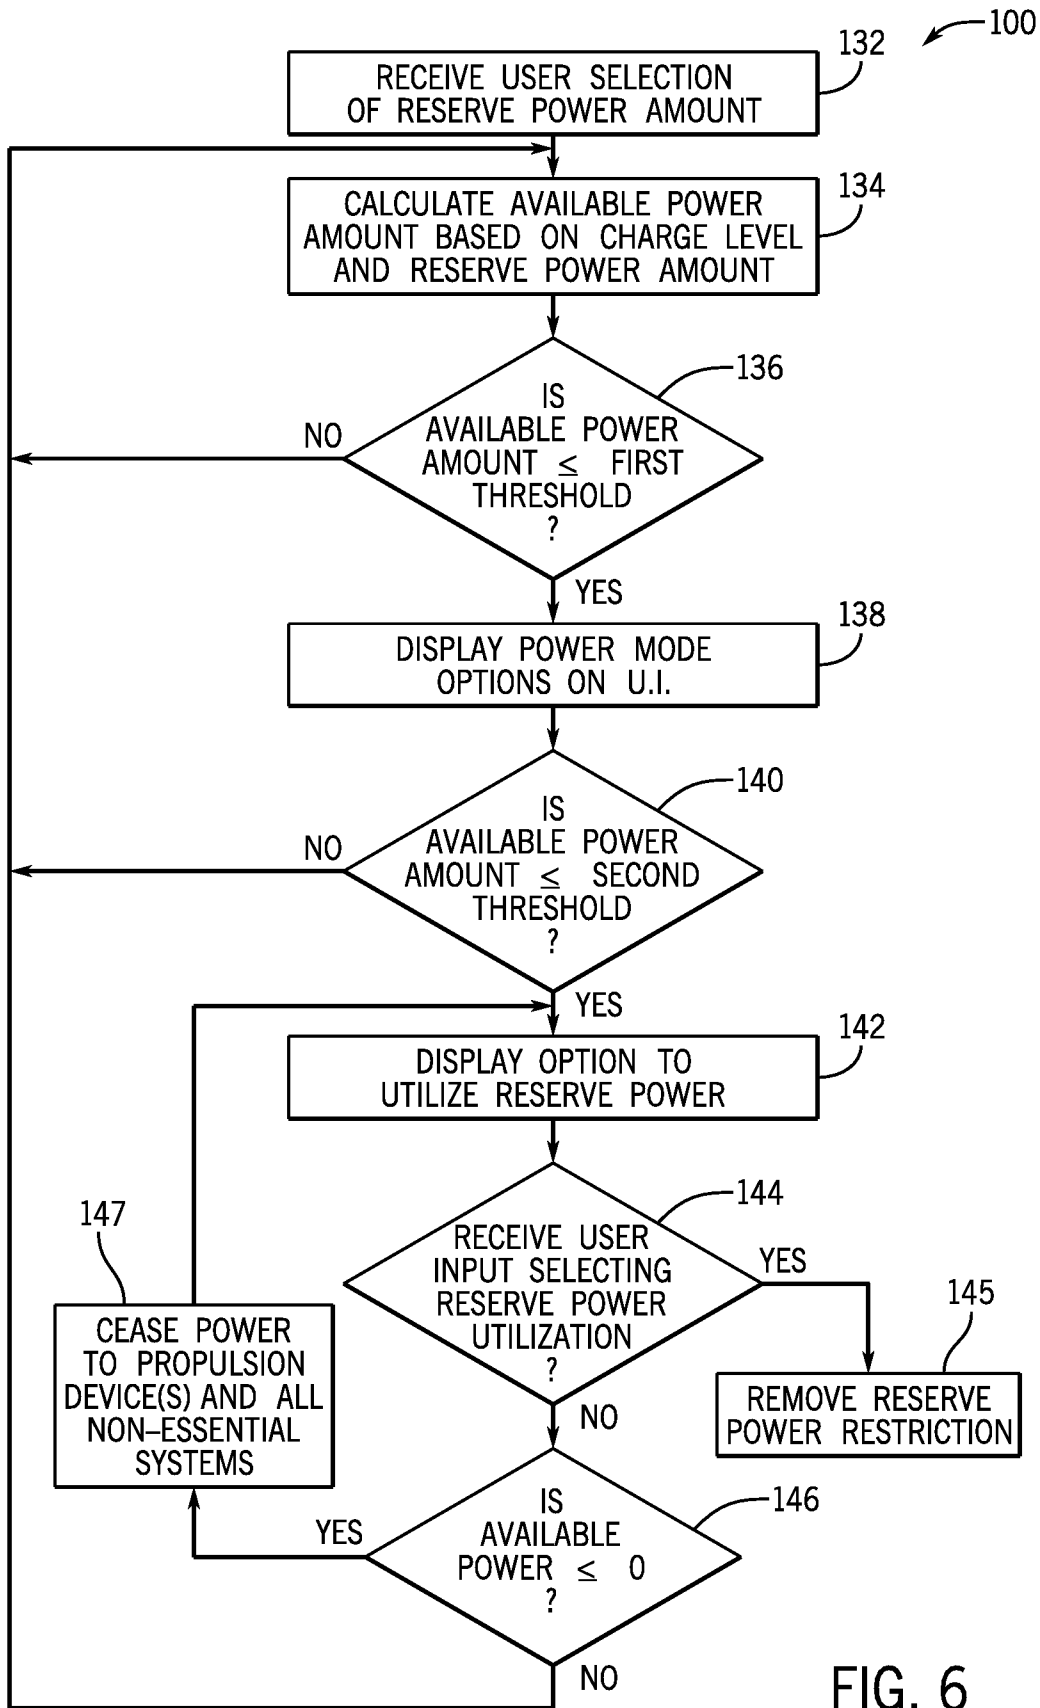 100
132
RECEIVE USER SELECTION
OF RESERVE POWER AMOUNT
134
CALCULATE AVAILABLE POWER
AMOUNT BASED ON CHARGE LEVEL
AND RESERVE POWER AMOUNT
136
IS
AVAILABLE POWER
AMOUNT ≤ FIRST
THRESHOLD
?
NO
YES
138
DISPLAY POWER MODE
OPTIONS ON U.I.
140
IS
AVAILABLE POWER
AMOUNT ≤ SECOND
THRESHOLD
?
NO
YES
142
DISPLAY OPTION TO
UTILIZE RESERVE POWER
144
RECEIVE USER
INPUT SELECTING
RESERVE POWER
UTILIZATION
?
YES
145
REMOVE RESERVE
POWER RESTRICTION
NO
147
CEASE POWER
TO PROPULSION
DEVICE(S) AND ALL
NON-ESSENTIAL
SYSTEMS
146
IS
AVAILABLE
POWER ≤ 0
?
YES
NO
FIG. 6